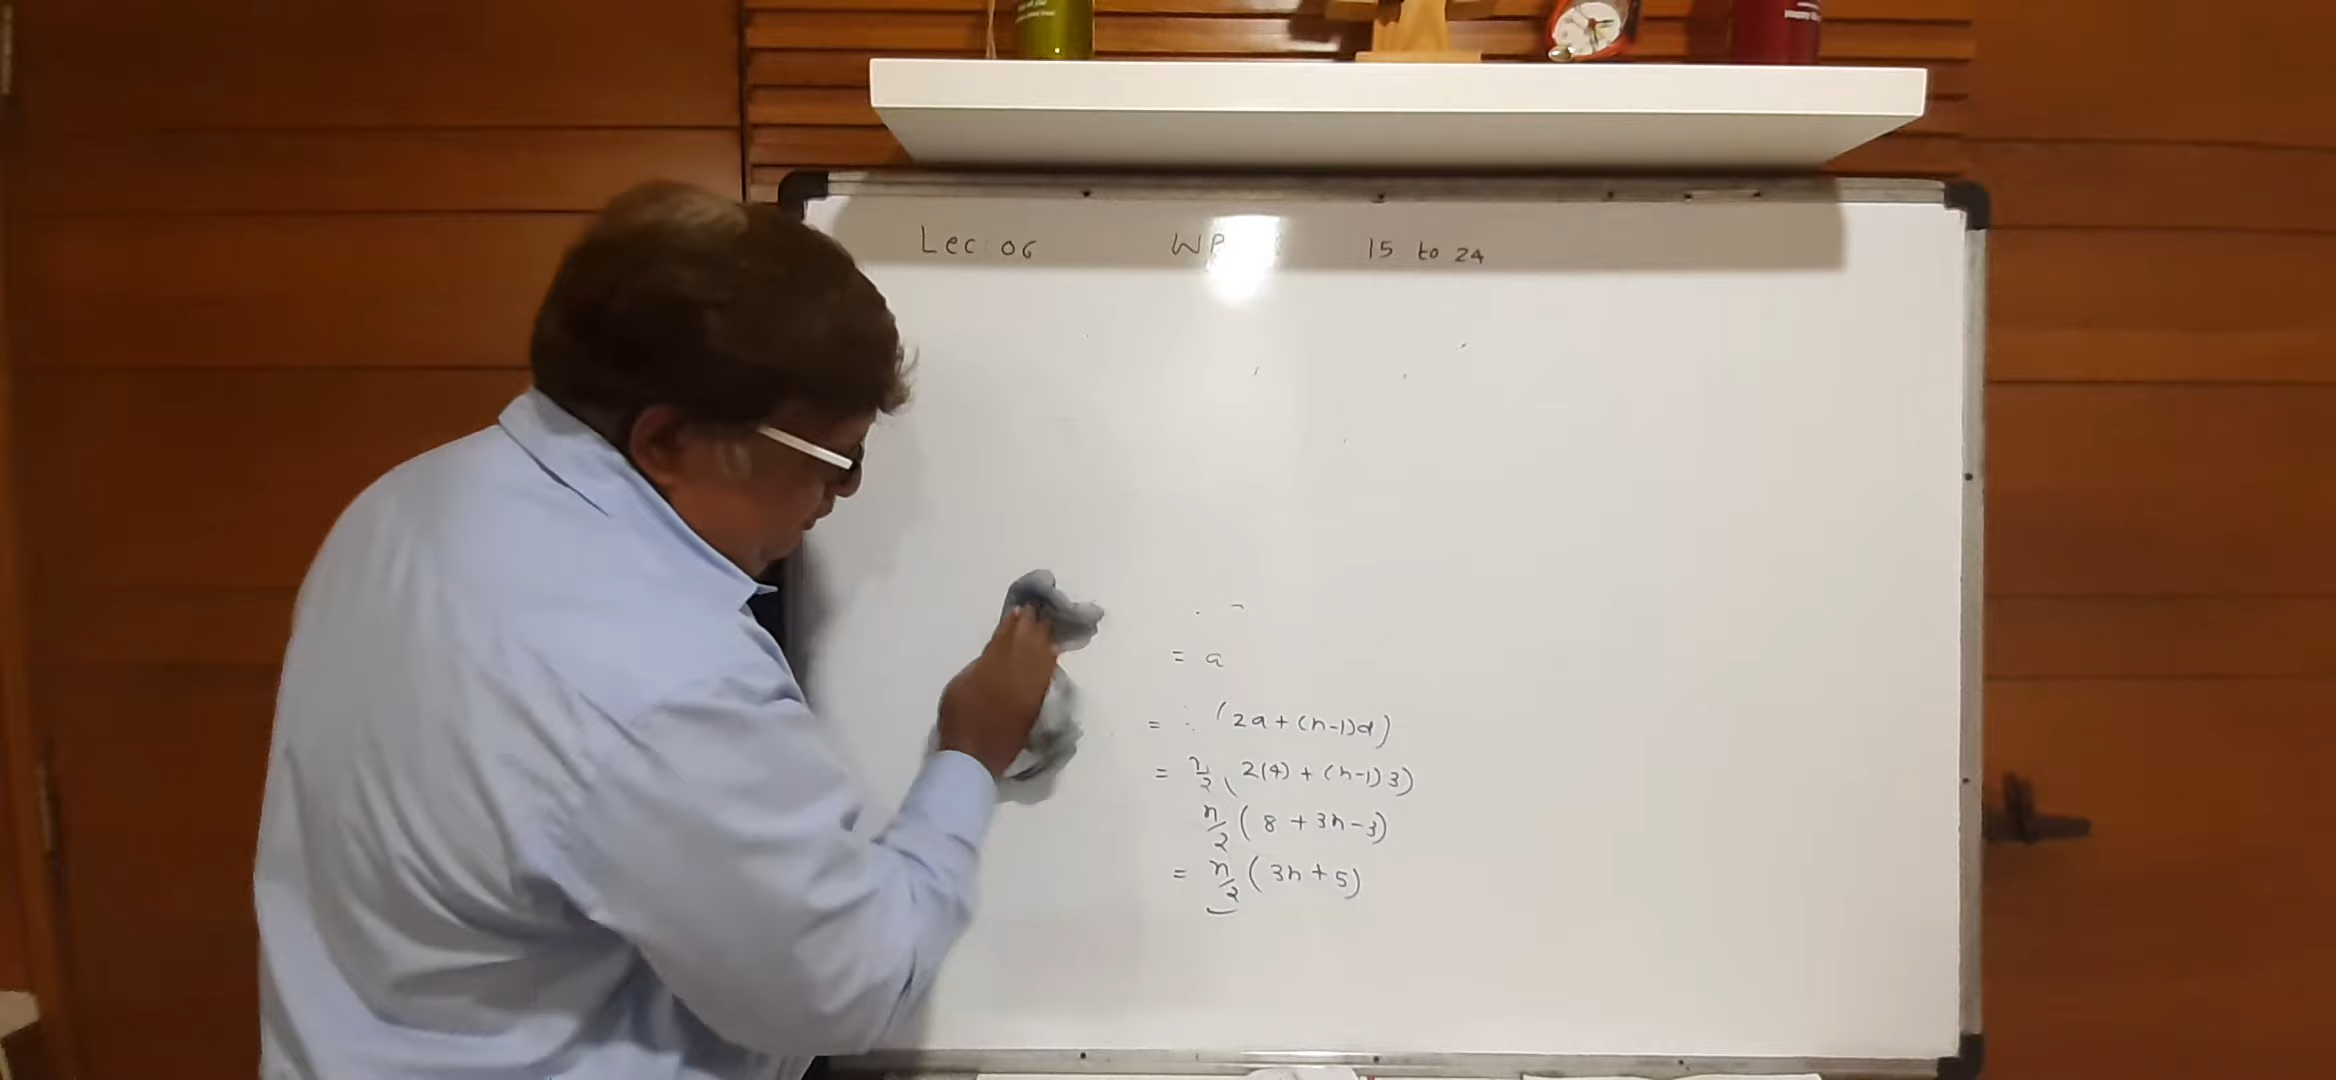 Lec: 06 WP 15 to 24
= a
= (2a+(n-1)d)
= n/2 ( 2(4) + (n-1) 3)
n/2 ( 8 + 3n-3)
= n/2 ( 3n + 5)